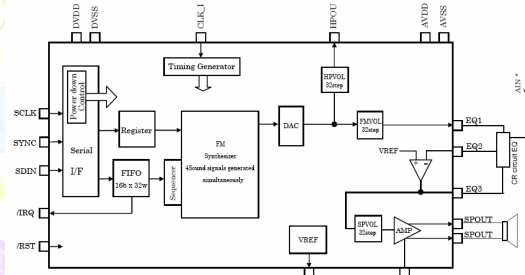 DVDD
DVSS
CLK_I
HPOU
AVDD
AVSS
AIN *
Power down
Control
Timing Generator
HPVOL
32step
SCLK
SYNC
SDIN
/IRQ
/RST
Serial
I/F
Register
FIFO
16b x 32w
Sequencer
FM
Synthesizer
4Sound signals generated
simultaneously
DAC
FMVOL
32step
EQ1
VREF
+ -
EQ2
EQ3
CR circuit EQ
SPVOL
32step
AMP
SPOUT
SPOUT
VREF